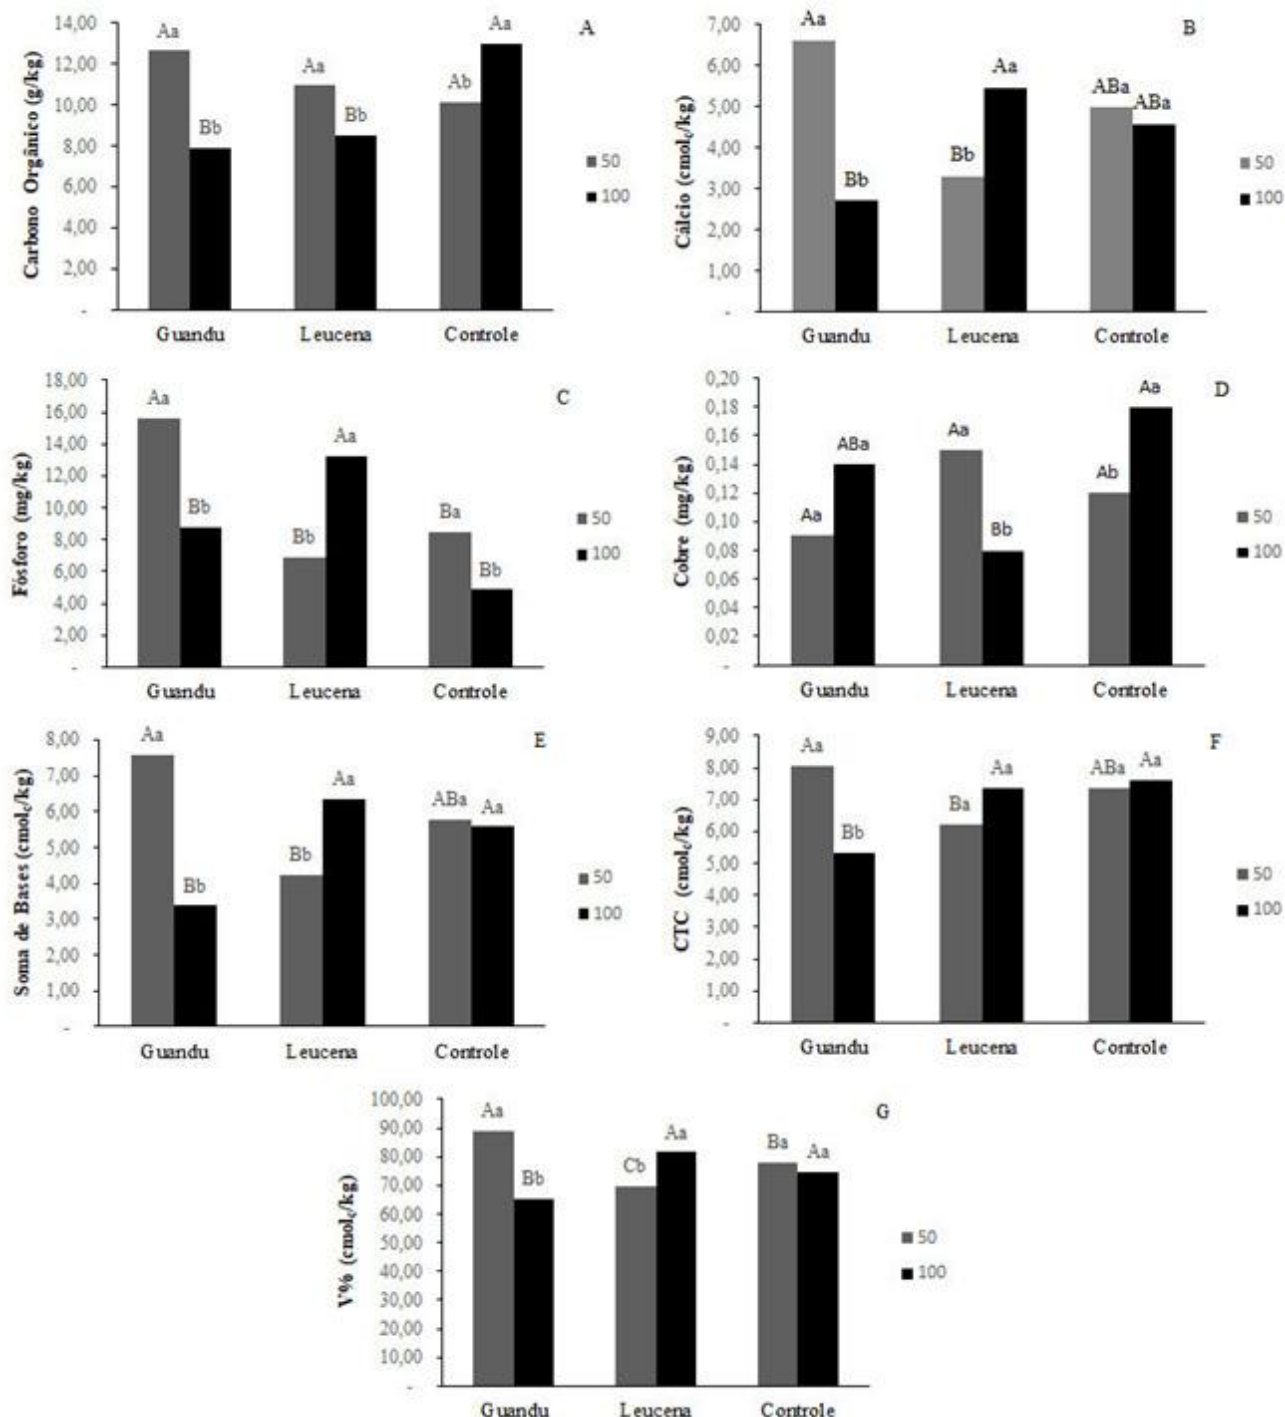 A
Carbono Orgânico (g/kg)
14,00
12,00
10,00
8,00
6,00
4,00
2,00
-
Aa
Bb
Aa
Bb
Ab
Aa
Guandu
Leucena
Controle
50
100
B
Cálcio (cmolc/kg)
7,00
6,00
5,00
4,00
3,00
2,00
1,00
-
Aa
Bb
Bb
Aa
ABa
ABa
Guandu
Leucena
Controle
50
100
C
Fósforo (mg/kg)
18,00
16,00
14,00
12,00
10,00
8,00
6,00
4,00
2,00
-
Aa
Bb
Bb
Aa
Ba
Bb
Guandu
Leucena
Controle
50
100
D
Cobre (mg/kg)
0,20
0,18
0,16
0,14
0,12
0,10
0,08
0,06
0,04
0,02
-
Aa
ABa
Aa
Bb
Ab
Aa
Guandu
Leucena
Controle
50
100
E
Soma de Bases (cmolc/kg)
8,00
7,00
6,00
5,00
4,00
3,00
2,00
1,00
-
Aa
Bb
Bb
Aa
ABa
Aa
Guandu
Leucena
Controle
50
100
F
CTC (cmolc/kg)
9,00
8,00
7,00
6,00
5,00
4,00
3,00
2,00
1,00
-
Aa
Bb
Ba
Aa
ABa
Aa
Guandu
Leucena
Controle
50
100
G
V% (cmolc/kg)
100,00
90,00
80,00
70,00
60,00
50,00
40,00
30,00
20,00
10,00
-
Aa
Bb
Cb
Aa
Ba
Aa
Guandu
Leucena
Controle
50
100